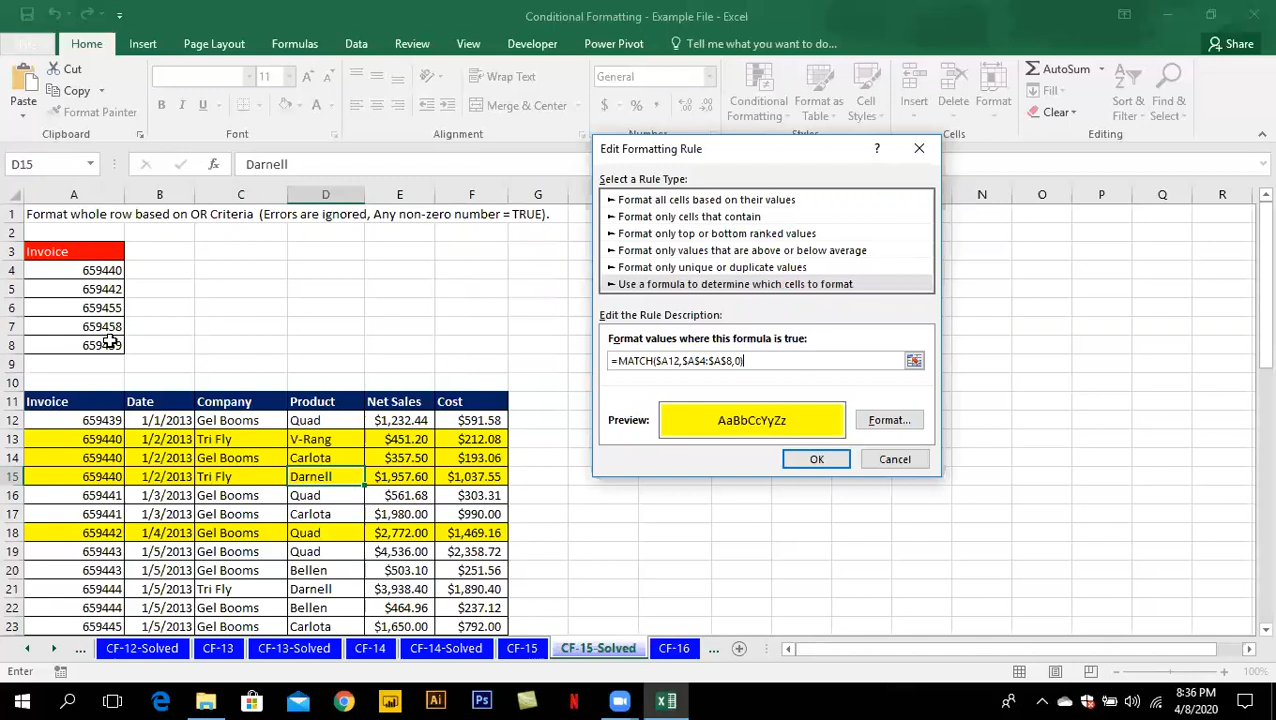 Conditional Formatting - Example File - Excel
File Home Insert Page Layout Formulas Data Review View Developer Power Pivot Tell me what you want to do... Share
Paste
Cut
Copy
Format Painter
11
Wrap Text
Merge & Center
General
Conditional Formatting
Format as Table
Cell Styles
Insert
Delete
Format
AutoSum
Fill
Clear
Sort & Filter
Find & Select
Clipboard Font Alignment Number Styles Cells Editing
D15 fx Darnell
A B C D E F G N O P Q R
1 Format whole row based on OR Criteria (Errors are ignored, Any non-zero number = TRUE).
2
3 Invoice
4 659440
5 659442
6 659455
7 659458
8
9
10
11 Invoice Date Company Product Net Sales Cost
12 659439 1/1/2013 Gel Booms Quad $1,232.44 $591.58
13 659440 1/2/2013 Tri Fly V-Rang $451.20 $212.08
14 659440 1/2/2013 Gel Booms Carlota $357.50 $193.06
15 659440 1/2/2013 Tri Fly Darnell $1,957.60 $1,037.55
16 659441 1/3/2013 Gel Booms Quad $561.68 $303.31
17 659441 1/3/2013 Gel Booms Carlota $1,980.00 $990.00
18 659442 1/4/2013 Gel Booms Quad $2,772.00 $1,469.16
19 659443 1/5/2013 Gel Booms Quad $4,536.00 $2,358.72
20 659443 1/5/2013 Gel Booms Bellen $503.10 $251.56
21 659444 1/5/2013 Tri Fly Darnell $3,938.40 $1,890.40
22 659444 1/5/2013 Gel Booms Bellen $464.96 $237.12
23 659445 1/5/2013 Gel Booms Carlota $1,650.00 $792.00
Edit Formatting Rule
Select a Rule Type:
► Format all cells based on their values
► Format only cells that contain
► Format only top or bottom ranked values
► Format only values that are above or below average
► Format only unique or duplicate values
► Use a formula to determine which cells to format
Edit the Rule Description:
Format values where this formula is true:
=MATCH($A12,$A$4:$A$8,0)
Preview: AaBbCcYyZz Format...
OK Cancel
... CF-12-Solved CF-13 CF-13-Solved CF-14 CF-14-Solved CF-15 CF-15-Solved CF-16 ...
Enter 100%
8:36 PM
4/8/2020